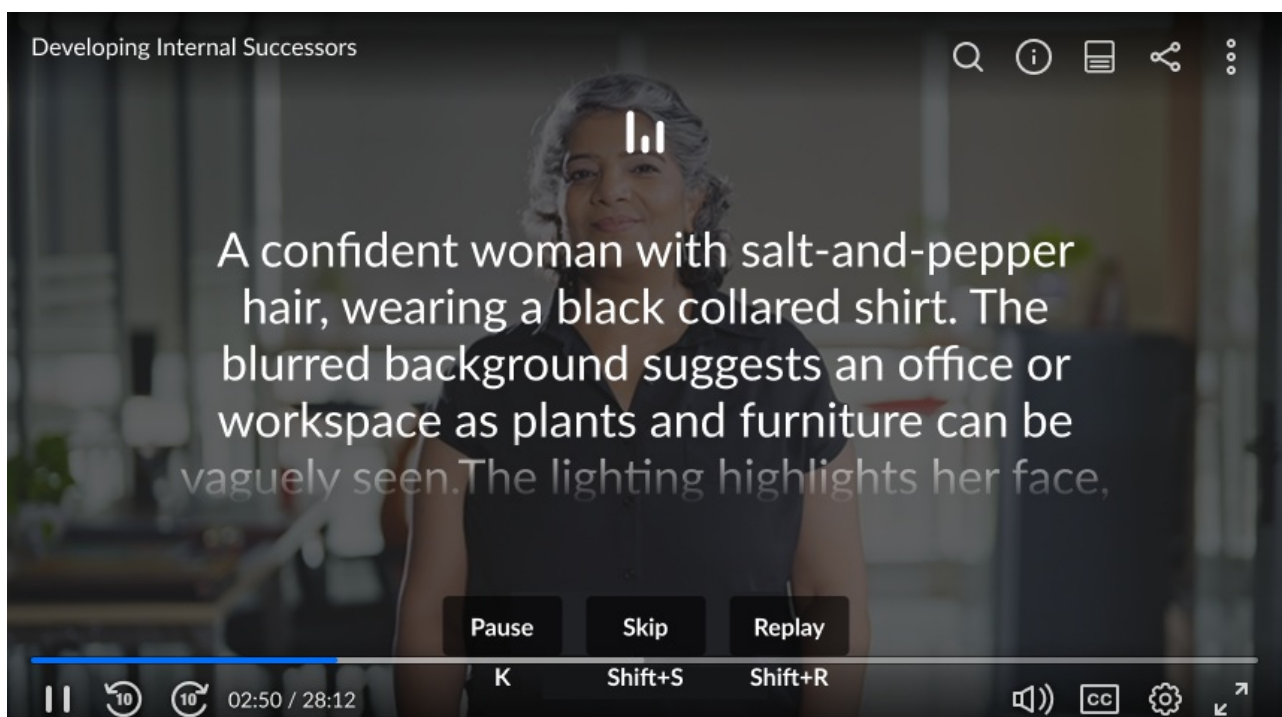 Developing Internal Successors
A confident woman with salt-and-pepper
hair, wearing a black collared shirt. The
blurred background suggests an office or
workspace as plants and furniture can be
vaguely seen.The lighting highlights her face,
Pause Skip Replay
K Shift+S Shift+R
10 10 02:50 / 28:12 CC